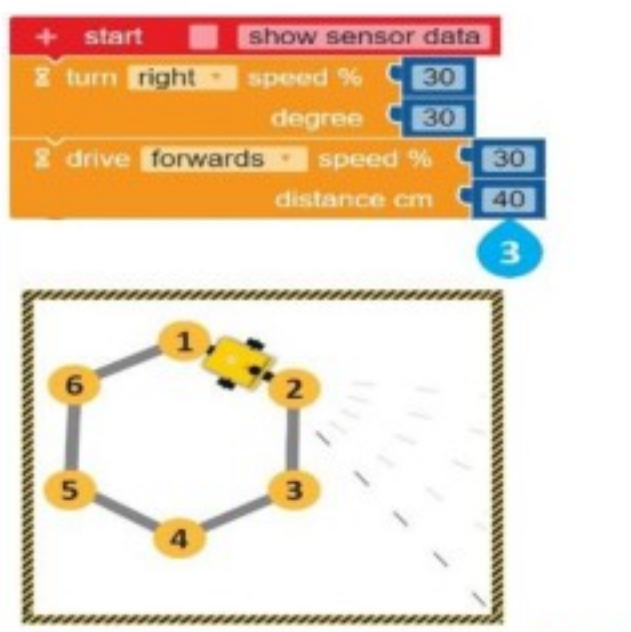 + start show sensor data
turn right speed % 30
degree 30
drive forwards speed % 30
distance cm 40
3
1
2
6
5
3
4